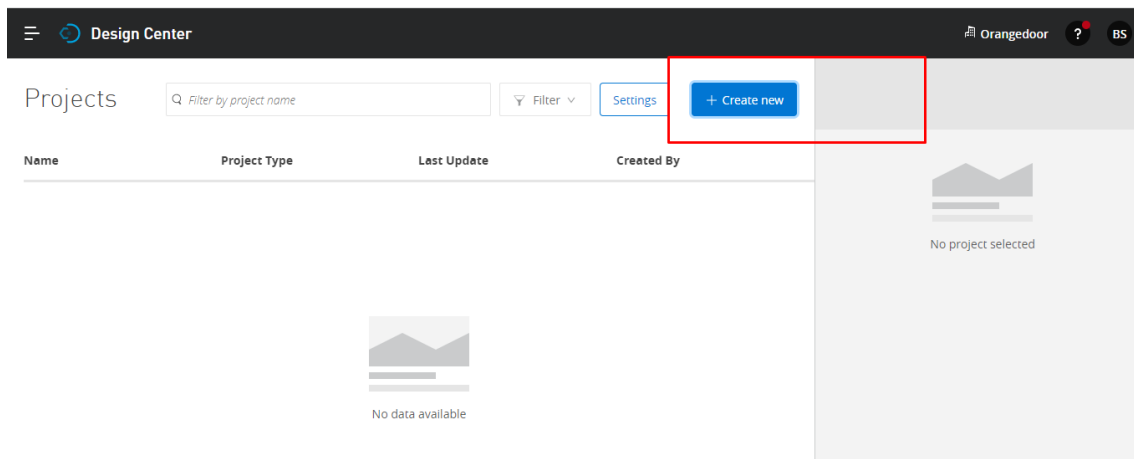 Design Center
Orangedoor
?
BS
Projects
Filter by project name
Filter
Settings
+ Create new
Name Project Type Last Update Created By
No project selected
No data available